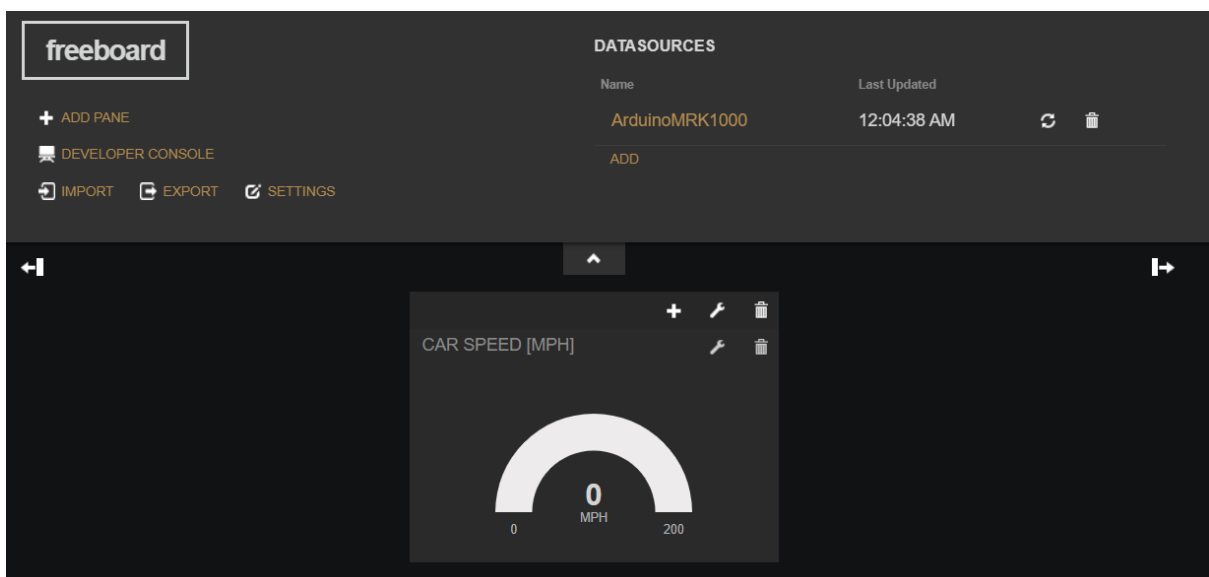 freeboard
DATASOURCES
Name Last Updated
ADD PANE
ArduinoMRK1000 12:04:38 AM
DEVELOPER CONSOLE
ADD
IMPORT EXPORT SETTINGS
CAR SPEED [MPH]
0
MPH
0 200